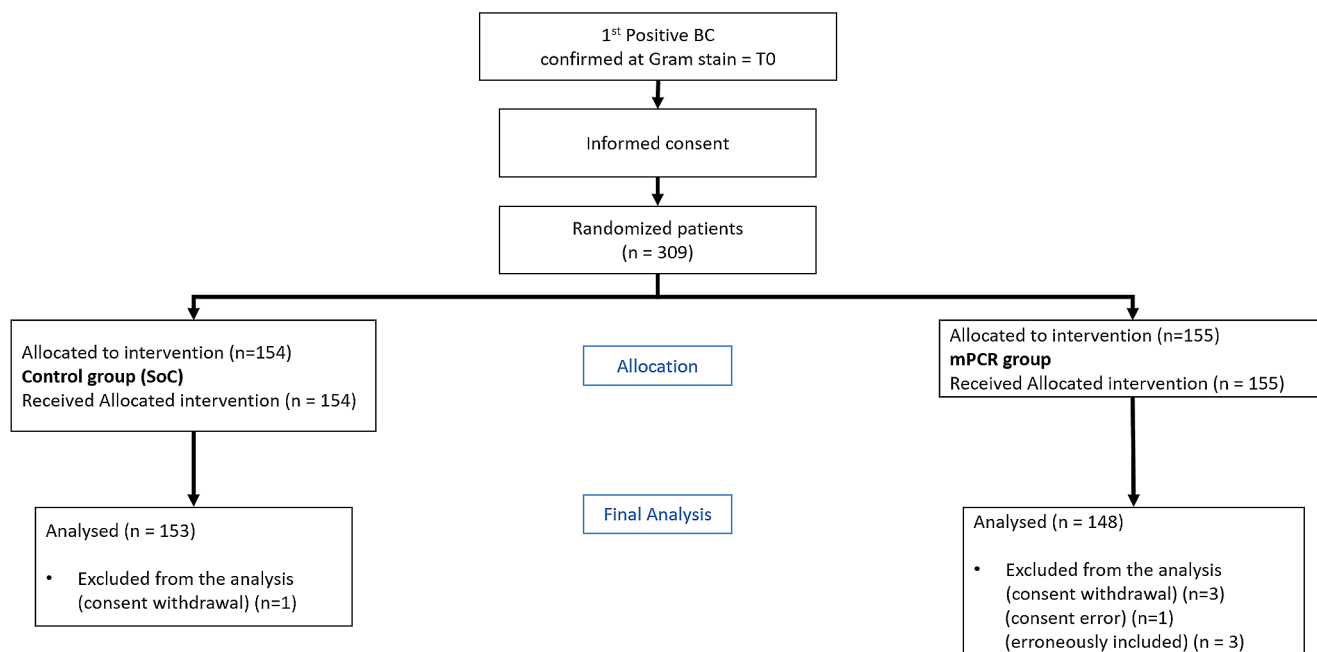 1st Positive BC
confirmed at Gram stain = T0
Informed consent
Randomized patients
(n = 309)
Allocated to intervention (n=154)
Control group (SoC)
Received Allocated intervention (n = 154)
Allocation
Allocated to intervention (n=155)
mPCR group
Received Allocated intervention (n = 155)
Analysed (n = 153)
• Excluded from the analysis
(consent withdrawal) (n=1)
Final Analysis
Analysed (n = 148)
• Excluded from the analysis
(consent withdrawal) (n=3)
(consent error) (n=1)
(erroneously included) (n = 3)